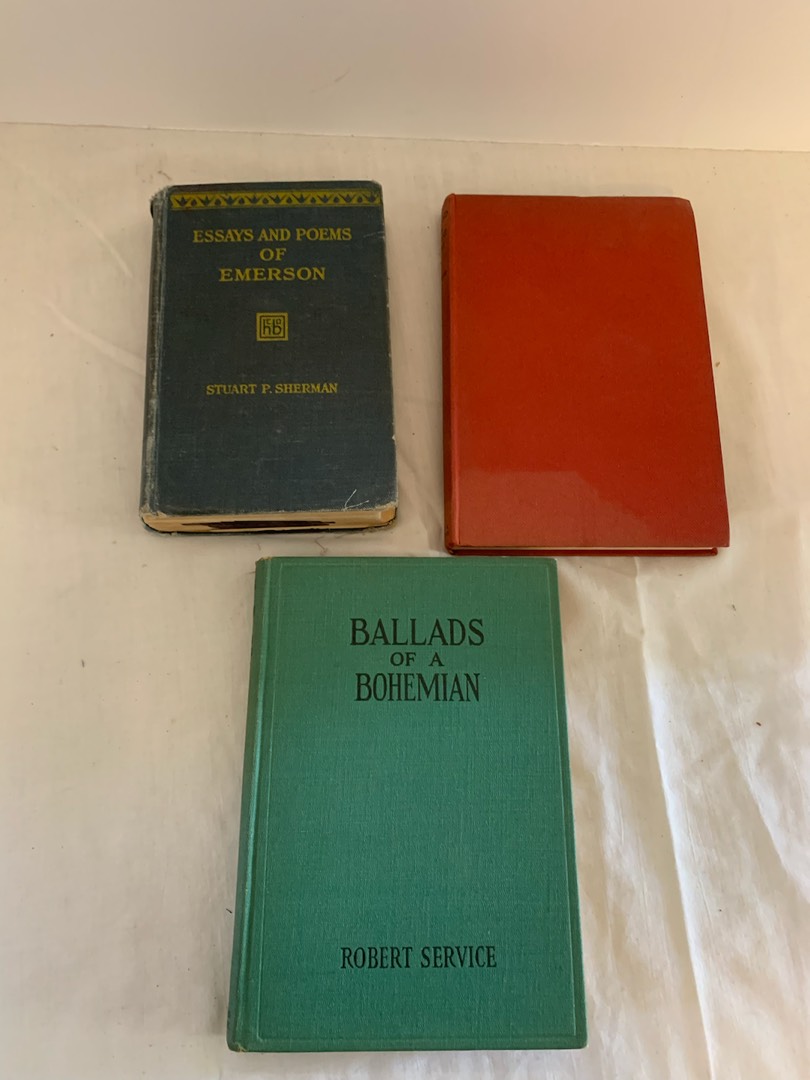 ESSAYS AND POEMS
OF
EMERSON
STUART P. SHERMAN
BALLADS
OF A
BOHEMIAN
ROBERT SERVICE